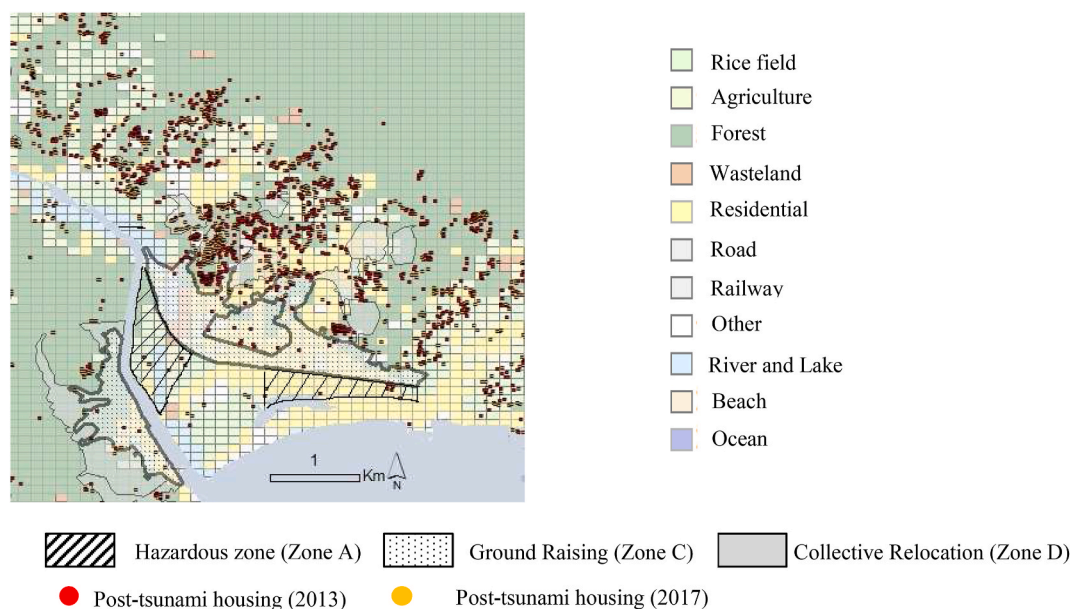 Rice field
Agriculture
Forest
Wasteland
Residential
Road
Railway
Other
River and Lake
Beach
Ocean
1
Km
N
Hazardous zone (Zone A)
Ground Raising (Zone C)
Collective Relocation (Zone D)
Post-tsunami housing (2013)
Post-tsunami housing (2017)